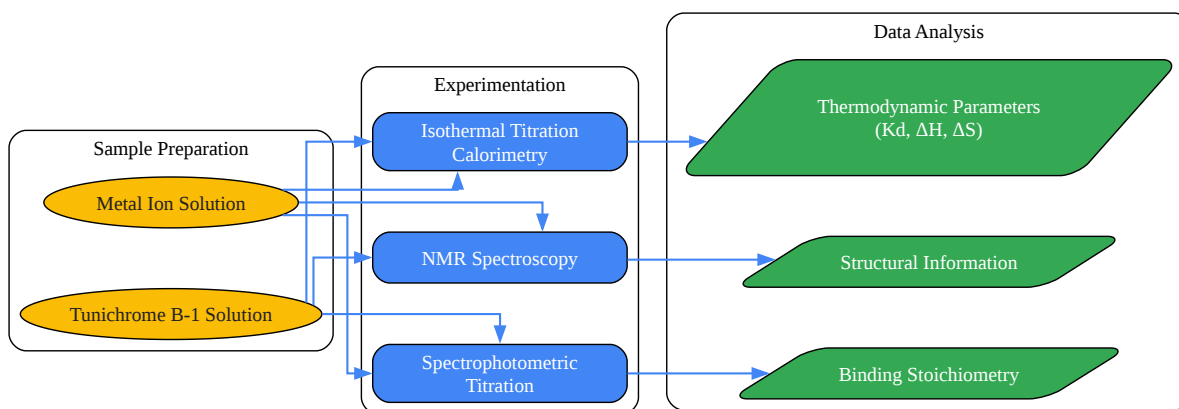 Sample Preparation
Metal Ion Solution
Tunichrome B-1 Solution
Experimentation
Isothermal Titration
Calorimetry
NMR Spectroscopy
Spectrophotometric
Titration
Data Analysis
Thermodynamic Parameters
(Kd, ΔH, ΔS)
Structural Information
Binding Stoichiometry